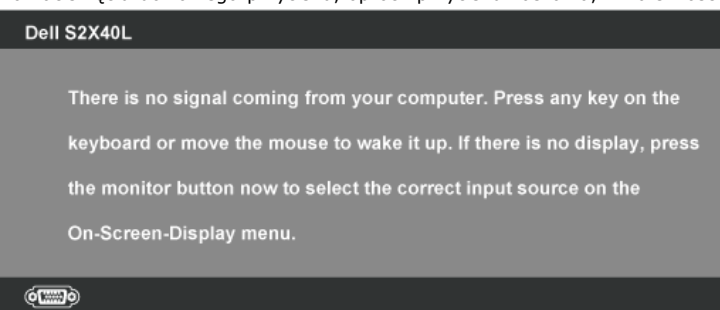 Dell S2X40L
There is no signal coming from your computer. Press any key on the
keyboard or move the mouse to wake it up. If there is no display, press
the monitor button now to select the correct input source on the
On-Screen-Display menu.